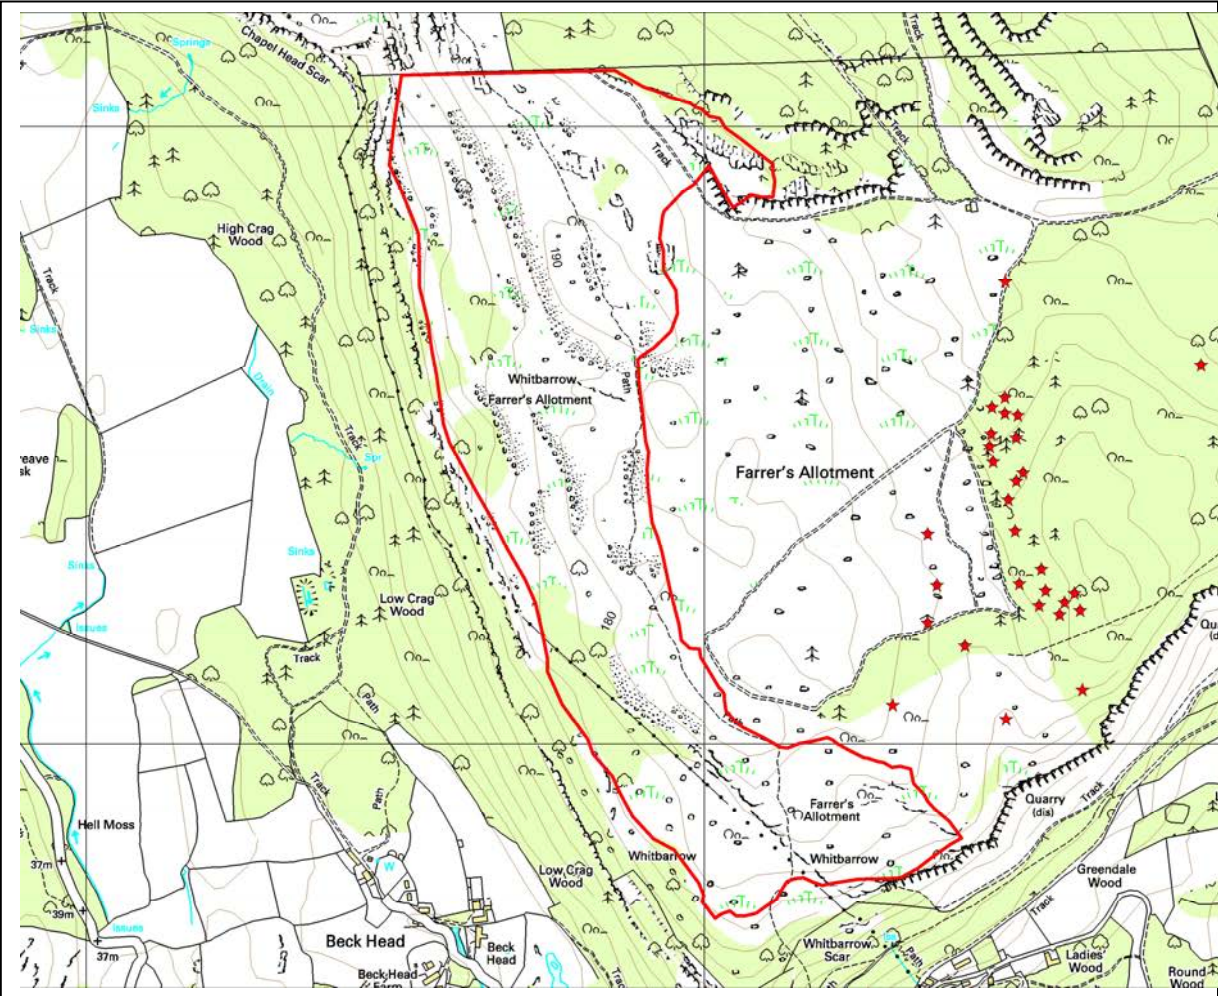 Springs
Chapel Head Scar
Track
Sinks
Track
Track
High Crag
Wood
190
Track
Sinks
Drain
Path
Whitbarrow
Farrer's Allotment
Track
Spr
Farrer's Allotment
Sinks
Sinks
Low Crag
Wood
180
Issues
Track
Path
Track
Path
Hell Moss
Farrer's
Allotment
Quarry
(dis)
Track
37m
W
Low Crag
Wood
Whitbarrow
Whitbarrow
Greendale
Wood
39m
Issues
Track
37m
Beck Head
Beck
Head
Whitbarrow
Scar
Path
Ladies'
Wood
Round
Wood
Beck Head
Farm